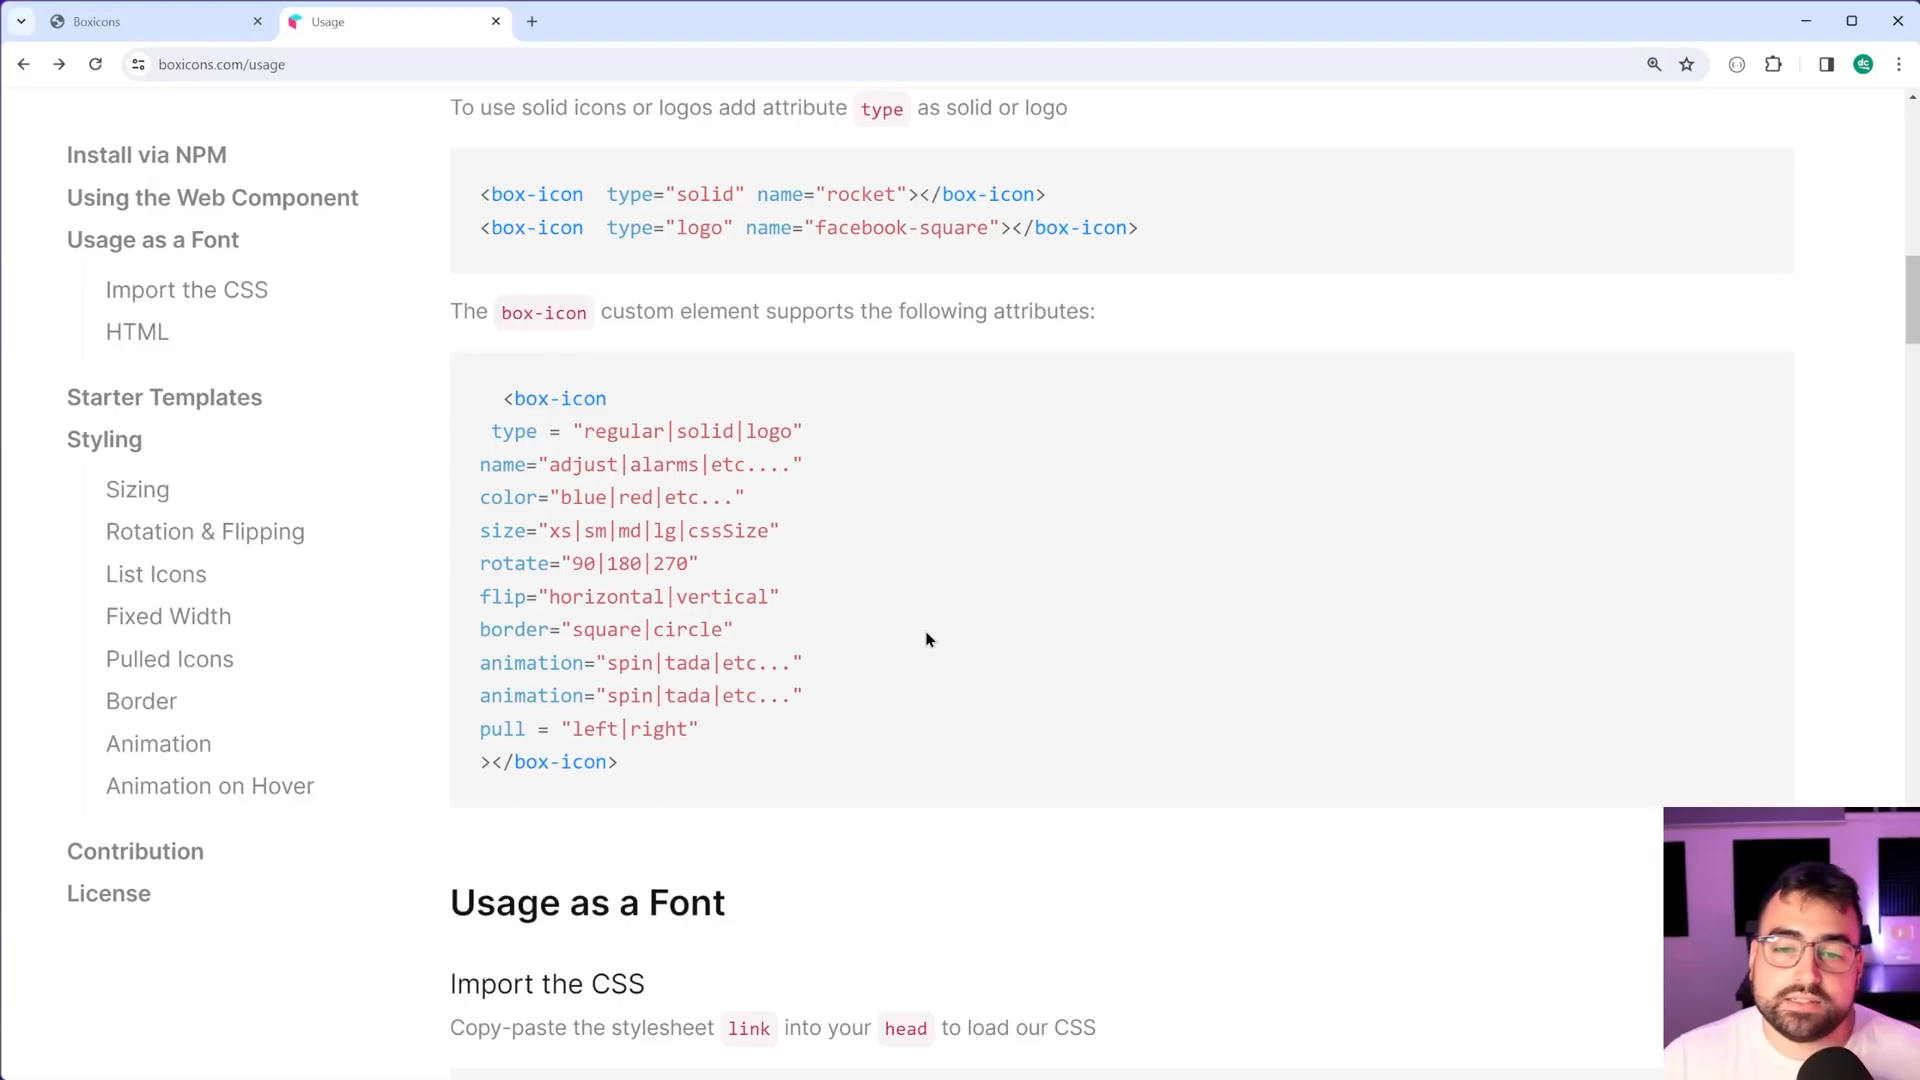 Boxicons
Usage
boxicons.com/usage
dc
Install via NPM
Using the Web Component
Usage as a Font
Import the CSS
HTML
Starter Templates
Styling
Sizing
Rotation & Flipping
List Icons
Fixed Width
Pulled Icons
Border
Animation
Animation on Hover
Contribution
License
To use solid icons or logos add attribute type as solid or logo
<box-icon  type="solid" name="rocket"></box-icon>
<box-icon  type="logo" name="facebook-square"></box-icon>
The box-icon custom element supports the following attributes:
<box-icon
type = "regular|solid|logo"
name="adjust|alarms|etc...."
color="blue|red|etc..."
size="xs|sm|md|lg|cssSize"
rotate="90|180|270"
flip="horizontal|vertical"
border="square|circle"
animation="spin|tada|etc..."
animation="spin|tada|etc..."
pull = "left|right"
></box-icon>
Usage as a Font
Import the CSS
Copy-paste the stylesheet link into your head to load our CSS